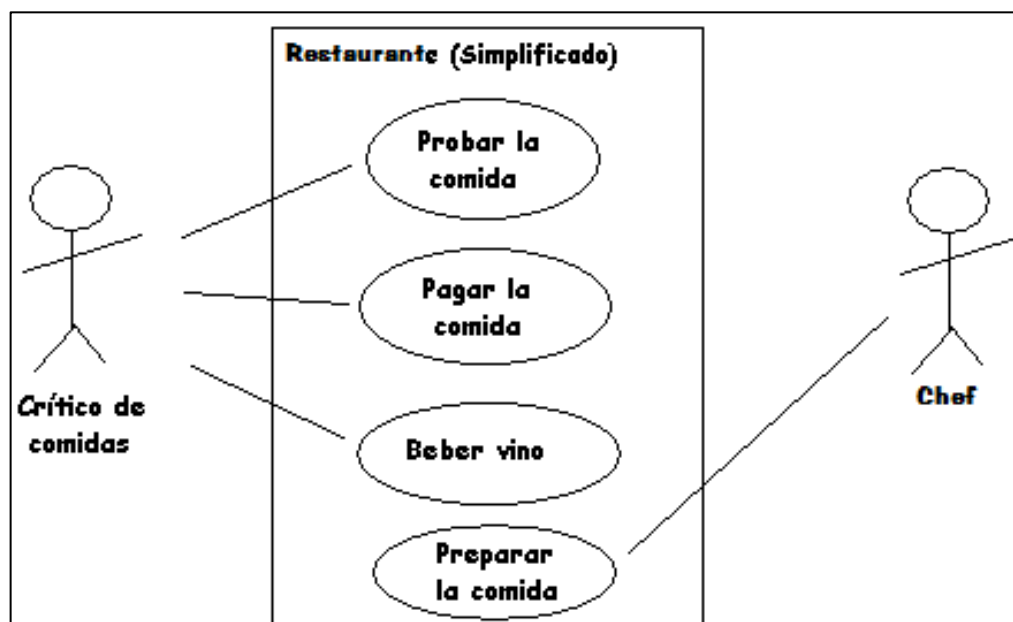 Restaurante (Simplificado)
Probar la
comida
Pagar la
comida
Beber vino
Preparar
la comida
Crítico de
comidas
Chef